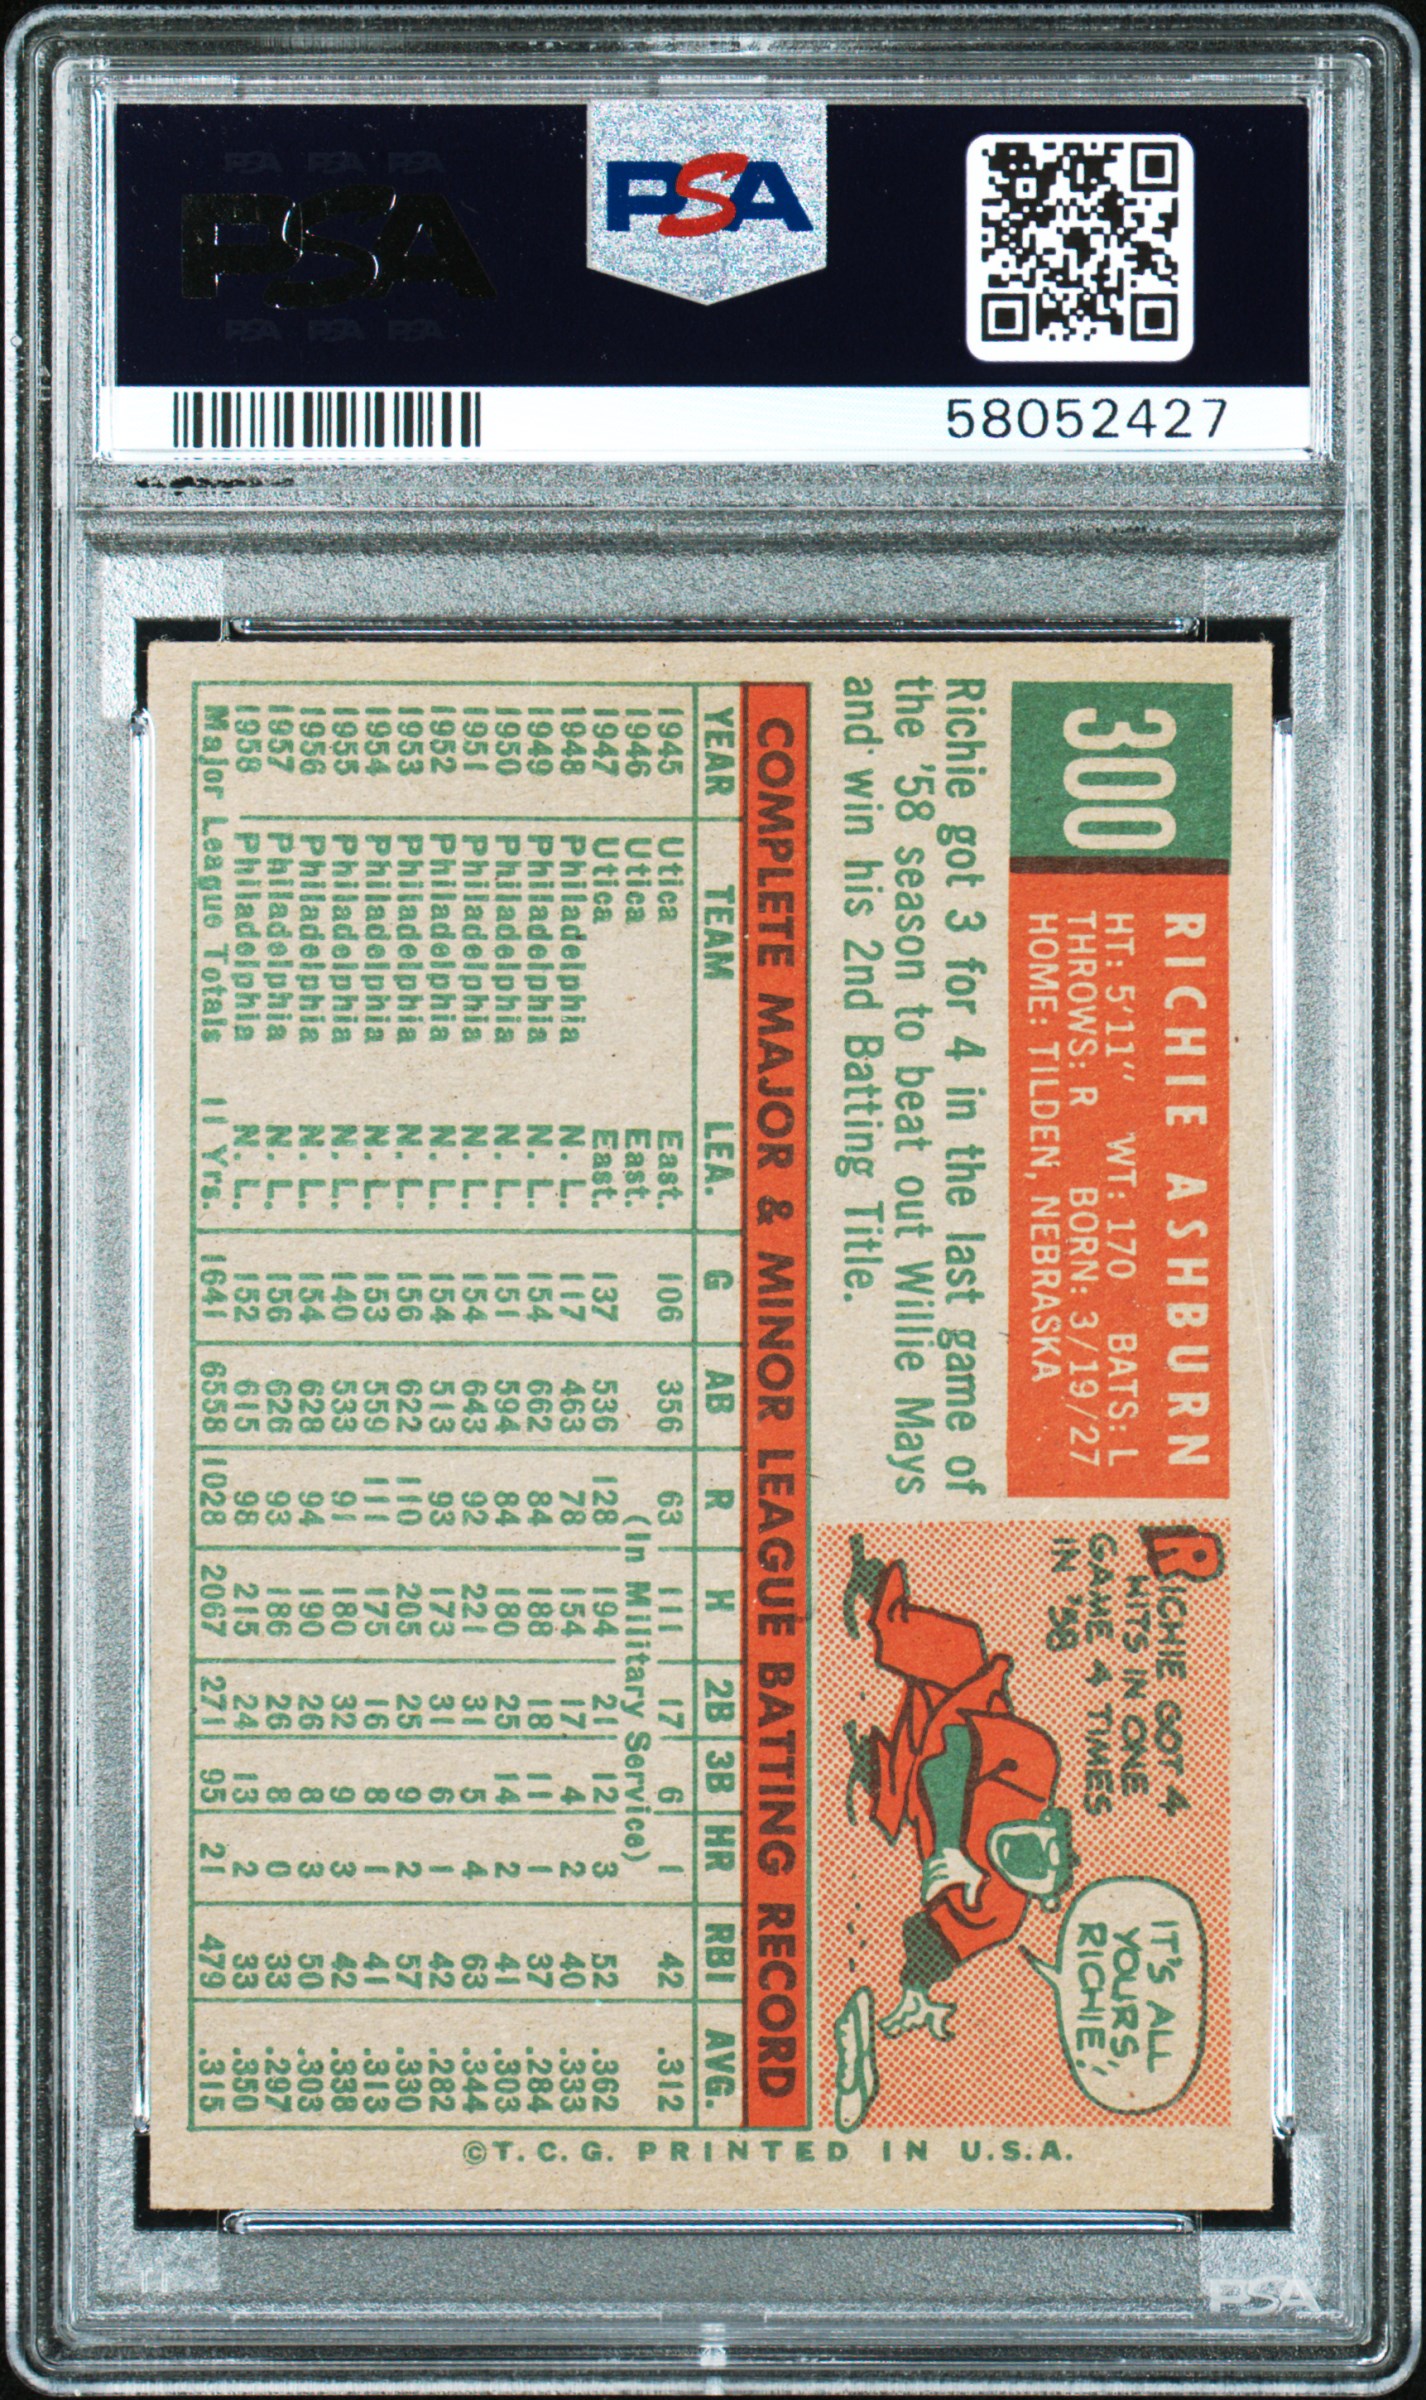 PSA PSA PSA
PSA
PSA PSA PSA
PSA
58052427
300
RICHIE ASHBURN
HT: 5'11" WT: 170 BATS: L
THROWS: R BORN: 3/19/27
HOME: TILDEN, NEBRASKA
Richie got 3 for 4 in the last game of
the '58 season to beat out Willie Mays
and win his 2nd Batting Title.
RICHIE GOT 4
HITS IN ONE
GAME 4 TIMES
IN '58
IT'S ALL
YOURS,
RICHIE!
COMPLETE MAJOR & MINOR LEAGUE BATTING RECORD
YEAR TEAM LEA. G AB R H 2B 3B HR RBI AVG.
1945 Utica East. 106 356 63 111 17 6 1 42 .312
1946 Utica East. (In Military Service)
1947 Utica East. 137 536 128 194 21 12 3 52 .362
1948 Philadelphia N. L. 117 463 78 154 17 4 2 40 .333
1949 Philadelphia N. L. 154 662 84 188 18 11 1 37 .284
1950 Philadelphia N. L. 151 594 84 180 25 14 2 41 .303
1951 Philadelphia N. L. 154 643 92 221 31 5 4 63 .344
1952 Philadelphia N. L. 154 513 93 173 31 6 1 42 .282
1953 Philadelphia N. L. 156 622 110 205 25 9 2 57 .330
1954 Philadelphia N. L. 153 559 111 175 16 8 1 41 .313
1955 Philadelphia N. L. 140 533 91 180 32 9 3 42 .338
1956 Philadelphia N. L. 154 628 94 190 26 8 3 50 .303
1957 Philadelphia N. L. 156 626 93 186 26 8 0 33 .297
1958 Philadelphia N. L. 152 615 98 215 24 13 2 33 .350
Major League Totals 11 Yrs. 1641 6558 1028 2067 271 95 21 479 .315
©T.C.G. PRINTED IN U.S.A.
PSA